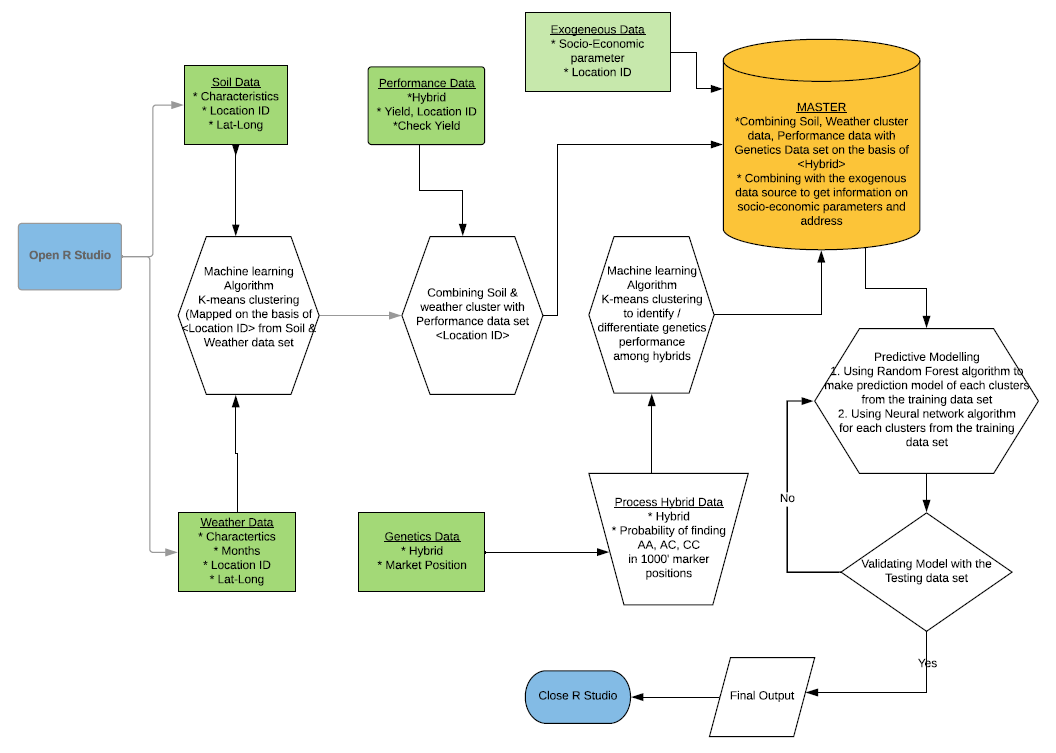 Exogeneous Data
* Socio-Economic
parameter
* Location ID
Soil Data
* Characteristics
* Location ID
* Lat-Long
Performance Data
*Hybrid
* Yield, Location ID
*Check Yield
MASTER
*Combining Soil, Weather cluster
data, Performance data with
Genetics Data set on the basis of
<Hybrid>
* Combining with the exogenous
data source to get information on
socio-economic parameters and
address
Open R Studio
Machine learning
Algorithm
K-means clustering
(Mapped on the basis of
<Location ID> from Soil &
Weather data set
Combining Soil &
weather cluster with
Performance data set
<Location ID>
Machine learning
Algorithm
K-means clustering
to identify /
differentiate genetics
performance
among hybrids
Predictive Modelling
1. Using Random Forest algorithm to
make prediction model of each clusters
from the training data set
2. Using Neural network algorithm
for each clusters from the training
data set
No
Weather Data
* Charactertics
* Months
* Location ID
* Lat-Long
Genetics Data
* Hybrid
* Market Position
Process Hybrid Data
* Hybrid
* Probability of finding
AA, AC, CC
in 1000' marker
positions
Validating Model with the
Testing data set
Yes
Final Output
Close R Studio